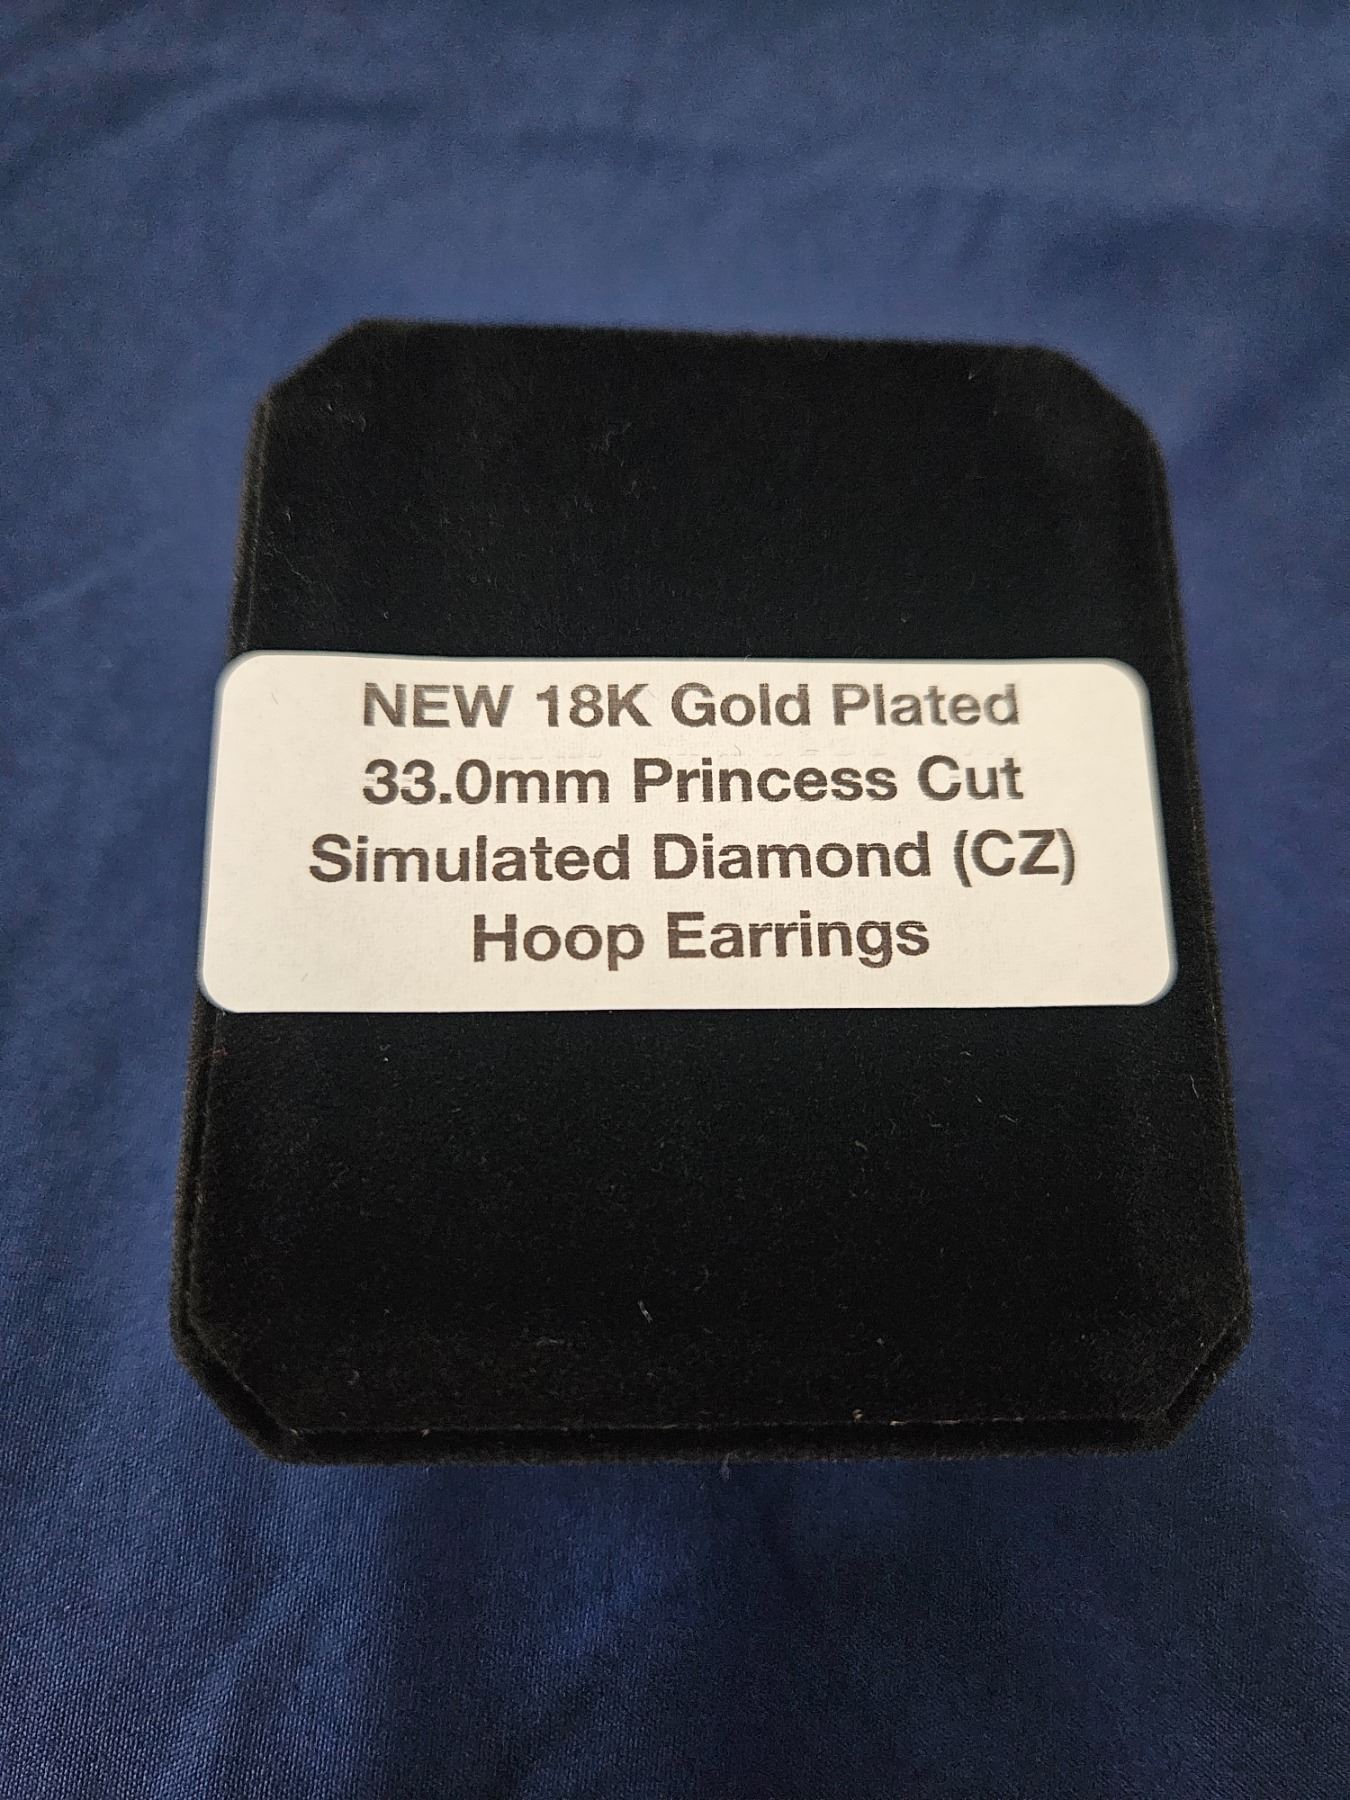 NEW 18K Gold Plated
33.0mm Princess Cut
Simulated Diamond (CZ)
Hoop Earrings